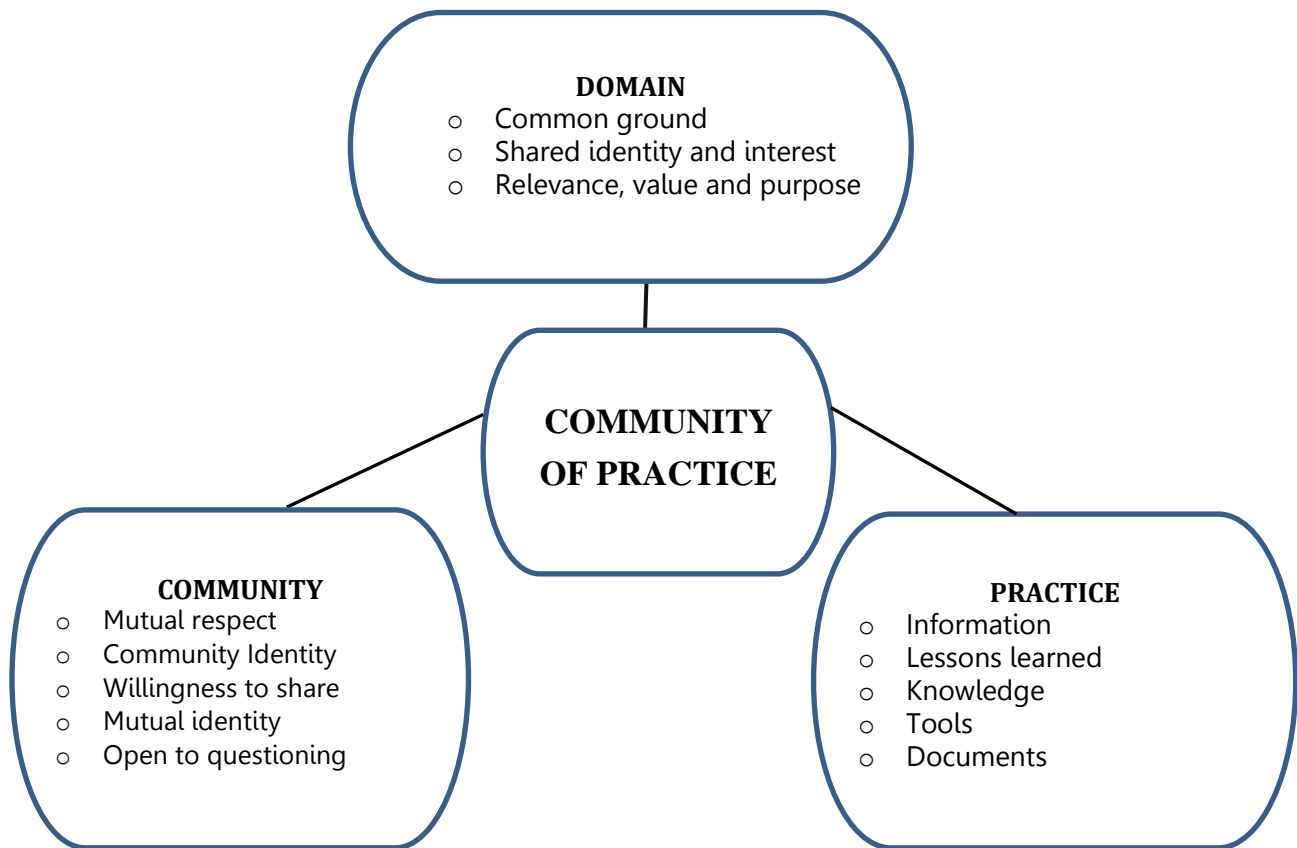 DOMAIN
o Common ground
o Shared identity and interest
o Relevance, value and purpose
COMMUNITY
OF PRACTICE
COMMUNITY
o Mutual respect
o Community Identity
o Willingness to share
o Mutual identity
o Open to questioning
PRACTICE
o Information
o Lessons learned
o Knowledge
o Tools
o Documents